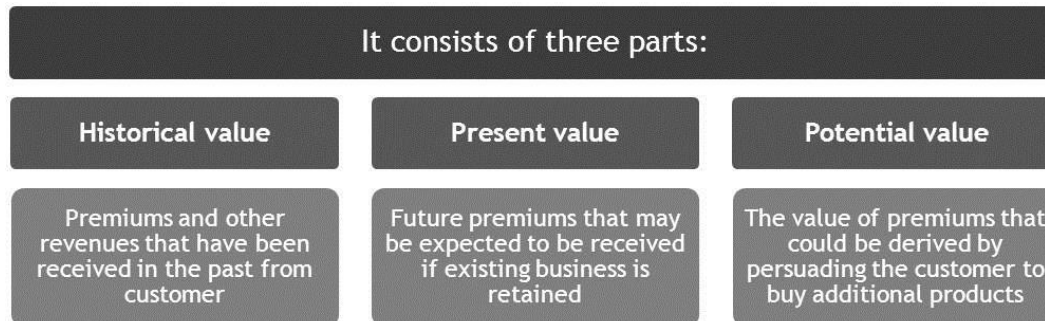 It consists of three parts:
Historical value
Present value
Potential value
Premiums and other
revenues that have been
received in the past from
customer
Future premiums that may
be expected to be received
if existing business is
retained
The value of premiums that
could be derived by
persuading the customer to
buy additional products